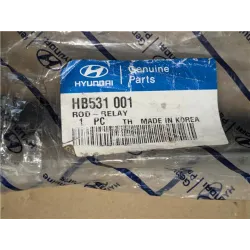 HYUNDAI
Genuine
Parts
HB531 001
ROD-RELAY
1 PC TH MADE IN KOREA